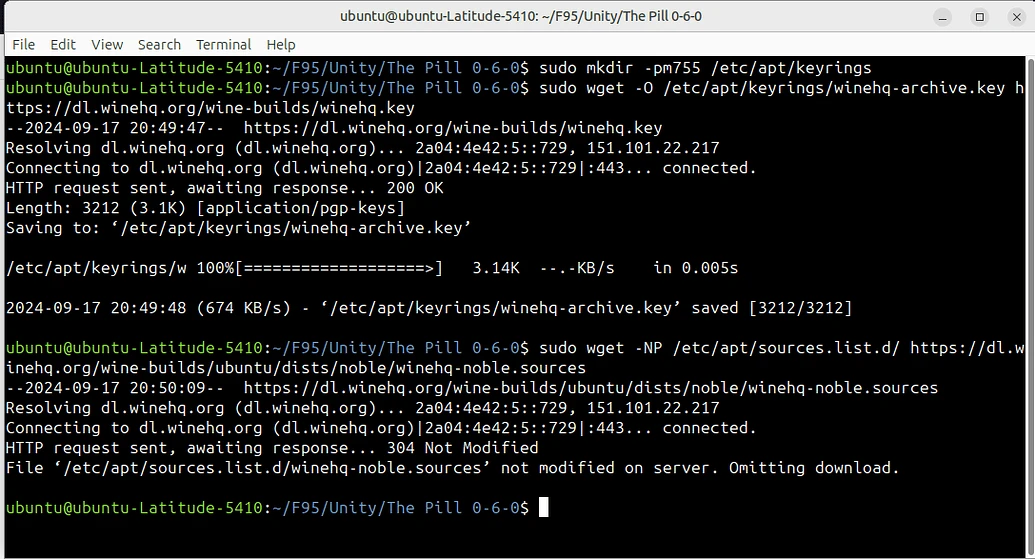 ubuntu@ubuntu-Latitude-5410: ~/F95/Unity/The Pill 0-6-0
File Edit View Search Terminal Help
ubuntu@ubuntu-Latitude-5410:~/F95/Unity/The Pill 0-6-0$ sudo mkdir -pm755 /etc/apt/keyrings
ubuntu@ubuntu-Latitude-5410:~/F95/Unity/The Pill 0-6-0$ sudo wget -O /etc/apt/keyrings/winehq-archive.key h
ttps://dl.winehq.org/wine-builds/winehq.key
--2024-09-17 20:49:47--  https://dl.winehq.org/wine-builds/winehq.key
Resolving dl.winehq.org (dl.winehq.org)... 2a04:4e42:5::729, 151.101.22.217
Connecting to dl.winehq.org (dl.winehq.org)|2a04:4e42:5::729|:443... connected.
HTTP request sent, awaiting response... 200 OK
Length: 3212 (3.1K) [application/pgp-keys]
Saving to: ‘/etc/apt/keyrings/winehq-archive.key’
/etc/apt/keyrings/w 100%[===================>]   3.14K  --.-KB/s    in 0.005s
2024-09-17 20:49:48 (674 KB/s) - ‘/etc/apt/keyrings/winehq-archive.key’ saved [3212/3212]
ubuntu@ubuntu-Latitude-5410:~/F95/Unity/The Pill 0-6-0$ sudo wget -NP /etc/apt/sources.list.d/ https://dl.w
inehq.org/wine-builds/ubuntu/dists/noble/winehq-noble.sources
--2024-09-17 20:50:09--  https://dl.winehq.org/wine-builds/ubuntu/dists/noble/winehq-noble.sources
Resolving dl.winehq.org (dl.winehq.org)... 2a04:4e42:5::729, 151.101.22.217
Connecting to dl.winehq.org (dl.winehq.org)|2a04:4e42:5::729|:443... connected.
HTTP request sent, awaiting response... 304 Not Modified
File ‘/etc/apt/sources.list.d/winehq-noble.sources’ not modified on server. Omitting download.
ubuntu@ubuntu-Latitude-5410:~/F95/Unity/The Pill 0-6-0$